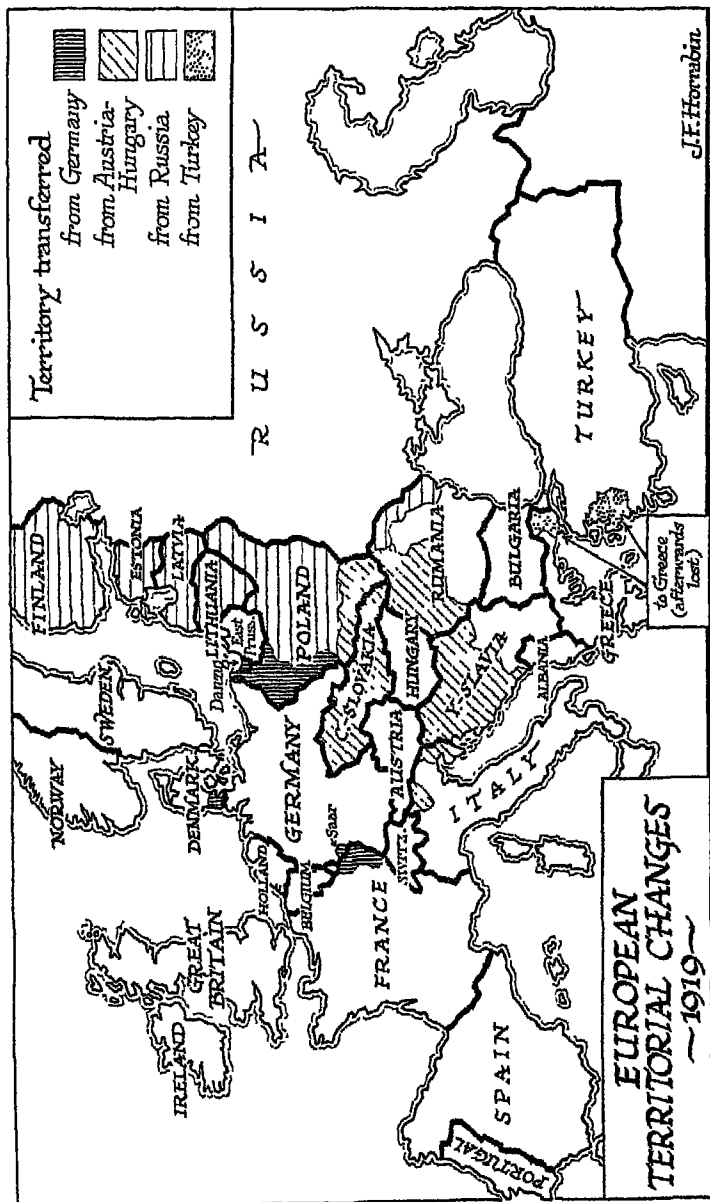 Territory transferred
from Germany
from Austria-
Hungary
from Russia
from Turkey
NORWAY
SWEDEN
FINLAND
RUSSIA
ESTONIA
LATVIA
LITHUANIA
DENMARK
Danzig
East
Pruss.
IRELAND
GREAT
BRITAIN
HOLLAND
BELGIUM
GERMANY
POLAND
Saar
C-SLOVAKIA
FRANCE
SWITZ.
AUSTRIA
HUNGARY
RUMANIA
Y-SLAVIA
ITALY
BULGARIA
ALBANIA
GREECE
TURKEY
SPAIN
PORTUGAL
to Greece
(afterwards
lost)
EUROPEAN
TERRITORIAL CHANGES
~1919~
J.F.Horrabin